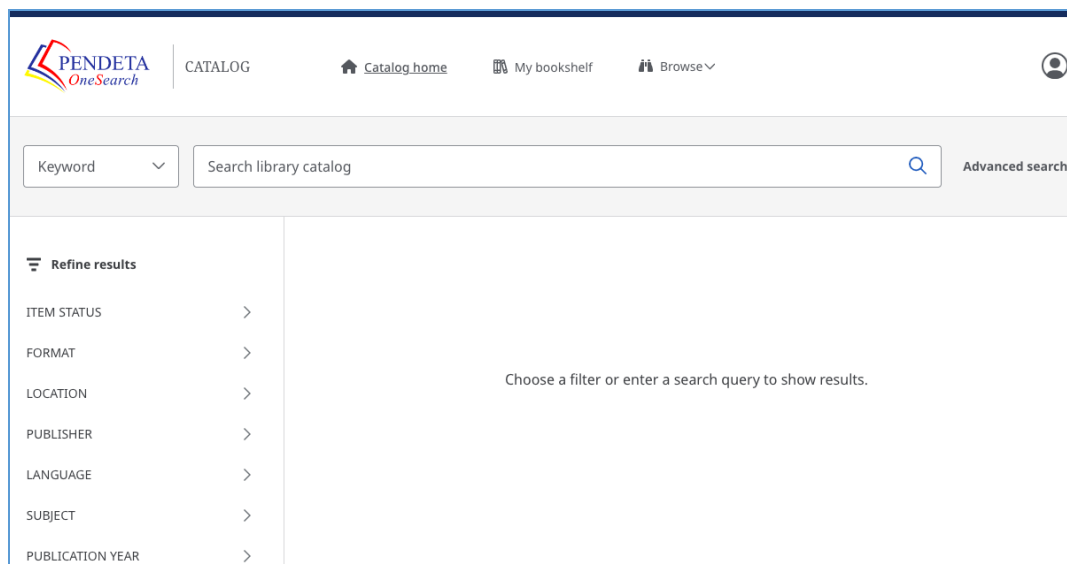 PENDETA
OneSearch
CATALOG
Catalog home
My bookshelf
Browse
Keyword
Search library catalog
Advanced search
Refine results
ITEM STATUS
FORMAT
LOCATION
PUBLISHER
LANGUAGE
SUBJECT
PUBLICATION YEAR
Choose a filter or enter a search query to show results.